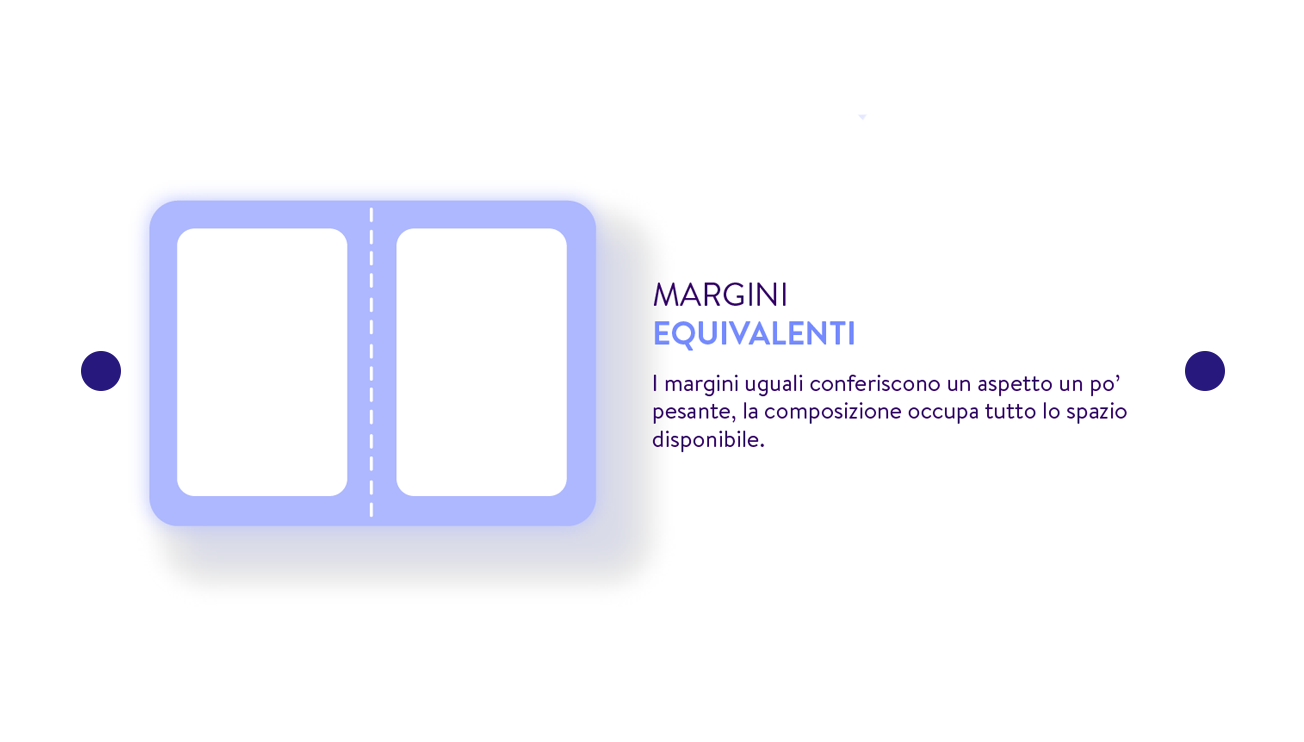 MARGINI
EQUIVALENTI
I margini uguali conferiscono un aspetto un po’
pesante, la composizione occupa tutto lo spazio
disponibile.